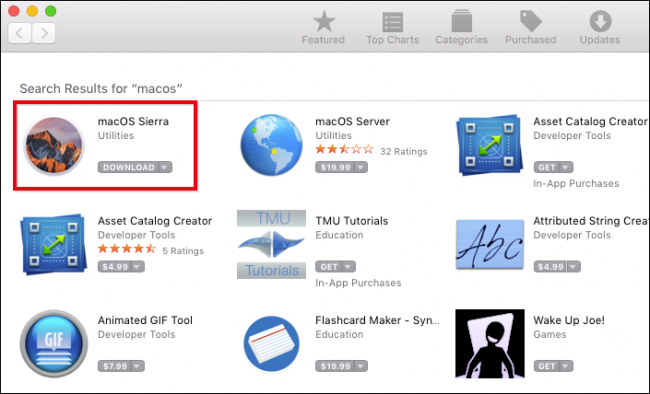 Featured
Top Charts
Categories
Purchased
Updates
Search Results for “macos”
macOS Sierra
Utilities
DOWNLOAD
macOS Server
Utilities
32 Ratings
$19.99
Asset Catalog Creator
Developer Tools
GET
In-App Purchases
Asset Catalog Creator
Developer Tools
5 Ratings
$4.99
TMU
Tutorials
TMU Tutorials
Education
GET
In-App Purchases
Abc
Attributed String Crea
Developer Tools
$4.99
GIF
Animated GIF Tool
Developer Tools
$7.99
Flashcard Maker - Syn...
Education
$19.99
Wake Up Joe!
Games
GET